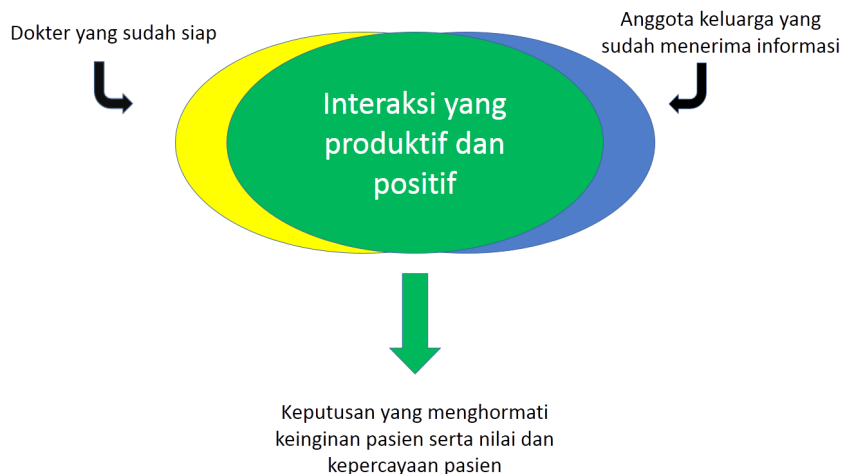 Dokter yang sudah siap
Anggota keluarga yang
sudah menerima informasi
Interaksi yang
produktif dan
positif
Keputusan yang menghormati
keinginan pasien serta nilai dan
kepercayaan pasien